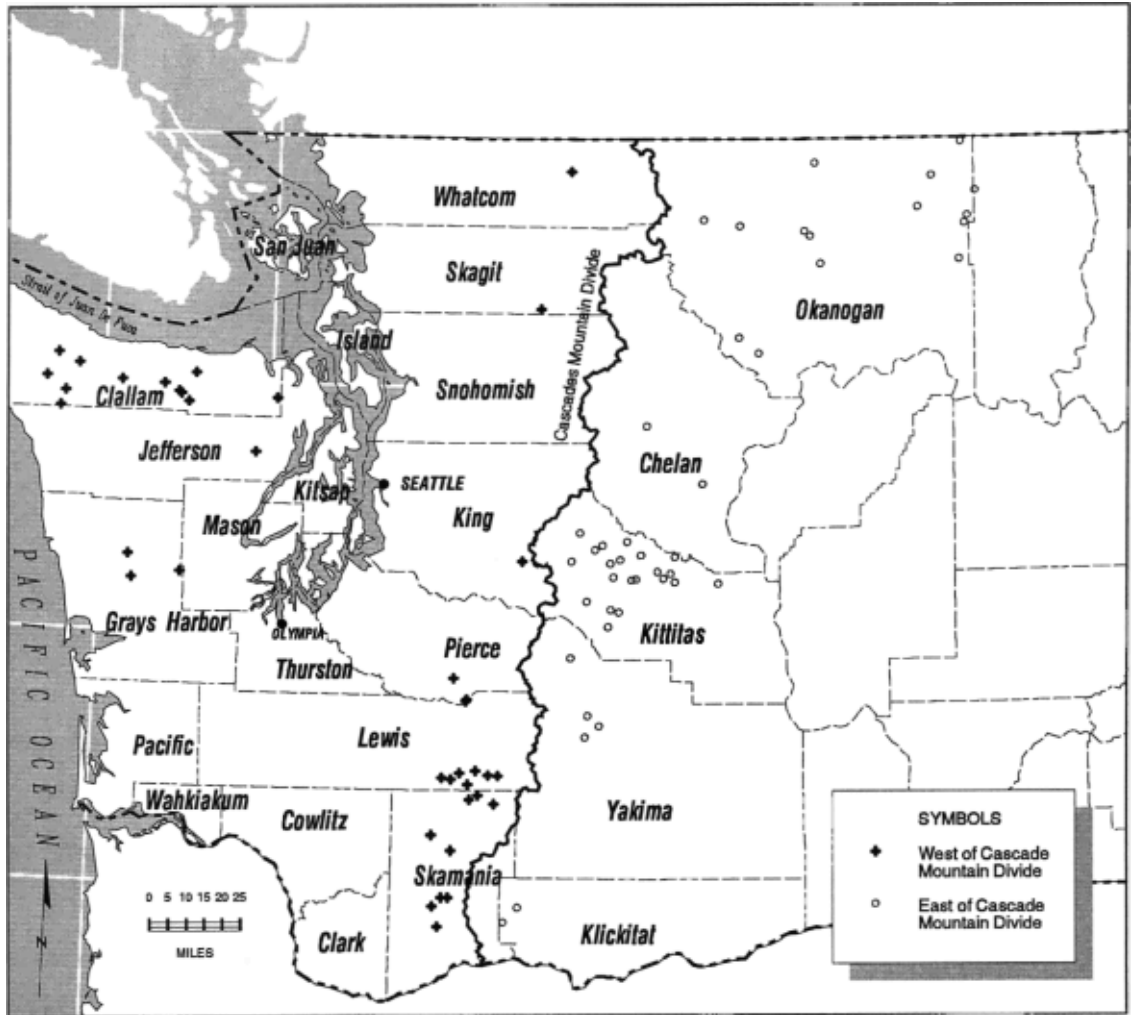 Whatcom
San Juan
Skagit
Strait of Juan De Fuca
Island
Okanogan
Cascades Mountain Divide
Clallam
Snohomish
Jefferson
Chelan
Kitsap
SEATTLE
Mason
King
PACIFIC OCEAN
Grays Harbor
OLYMPIA
Kittitas
Thurston
Pierce
Pacific
Lewis
Wahkiakum
Cowlitz
Yakima
Skamania
Clark
Klickitat
0 5 10 15 20 25
MILES
N
SYMBOLS
West of Cascade
Mountain Divide
East of Cascade
Mountain Divide